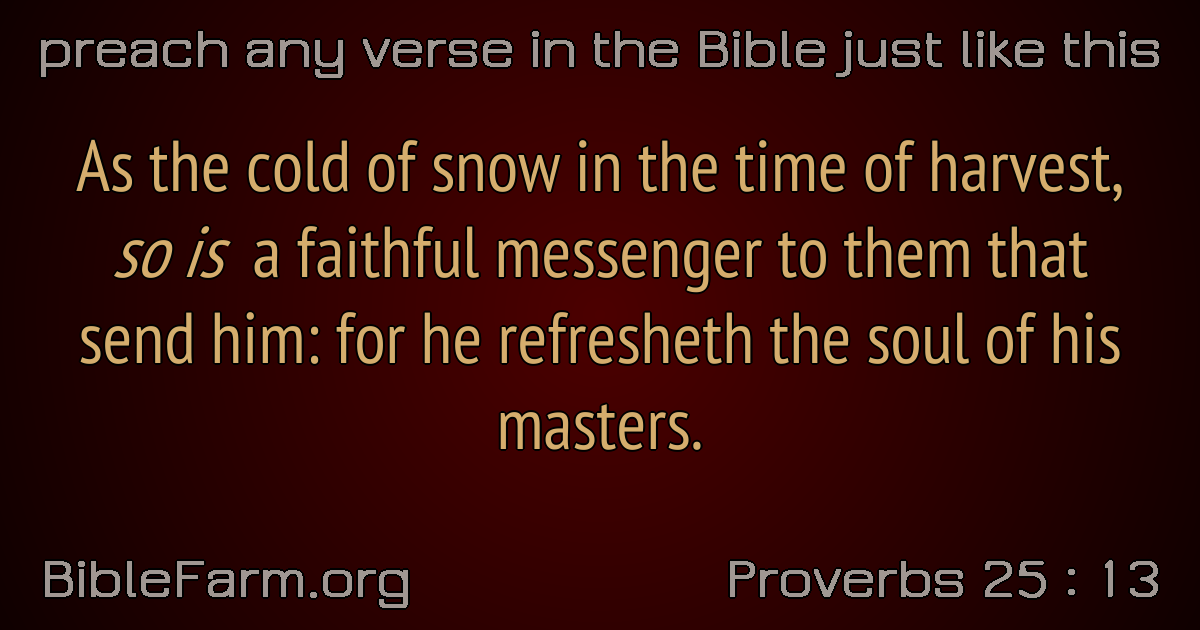 preach any verse in the Bible just like this
As the cold of snow in the time of harvest,
so is a faithful messenger to them that
send him: for he refresheth the soul of his
masters.
BibleFarm.org
Proverbs 25 : 13